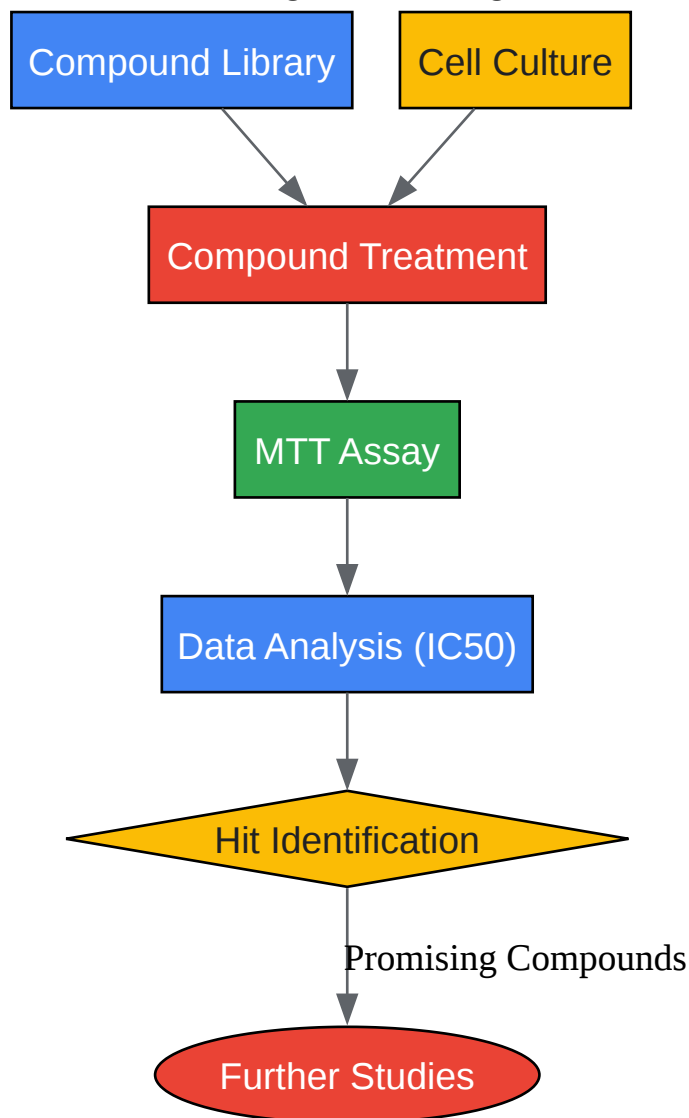 Compound Library
Cell Culture
Compound Treatment
MTT Assay
Data Analysis (IC50)
Hit Identification
Promising Compounds
Further Studies